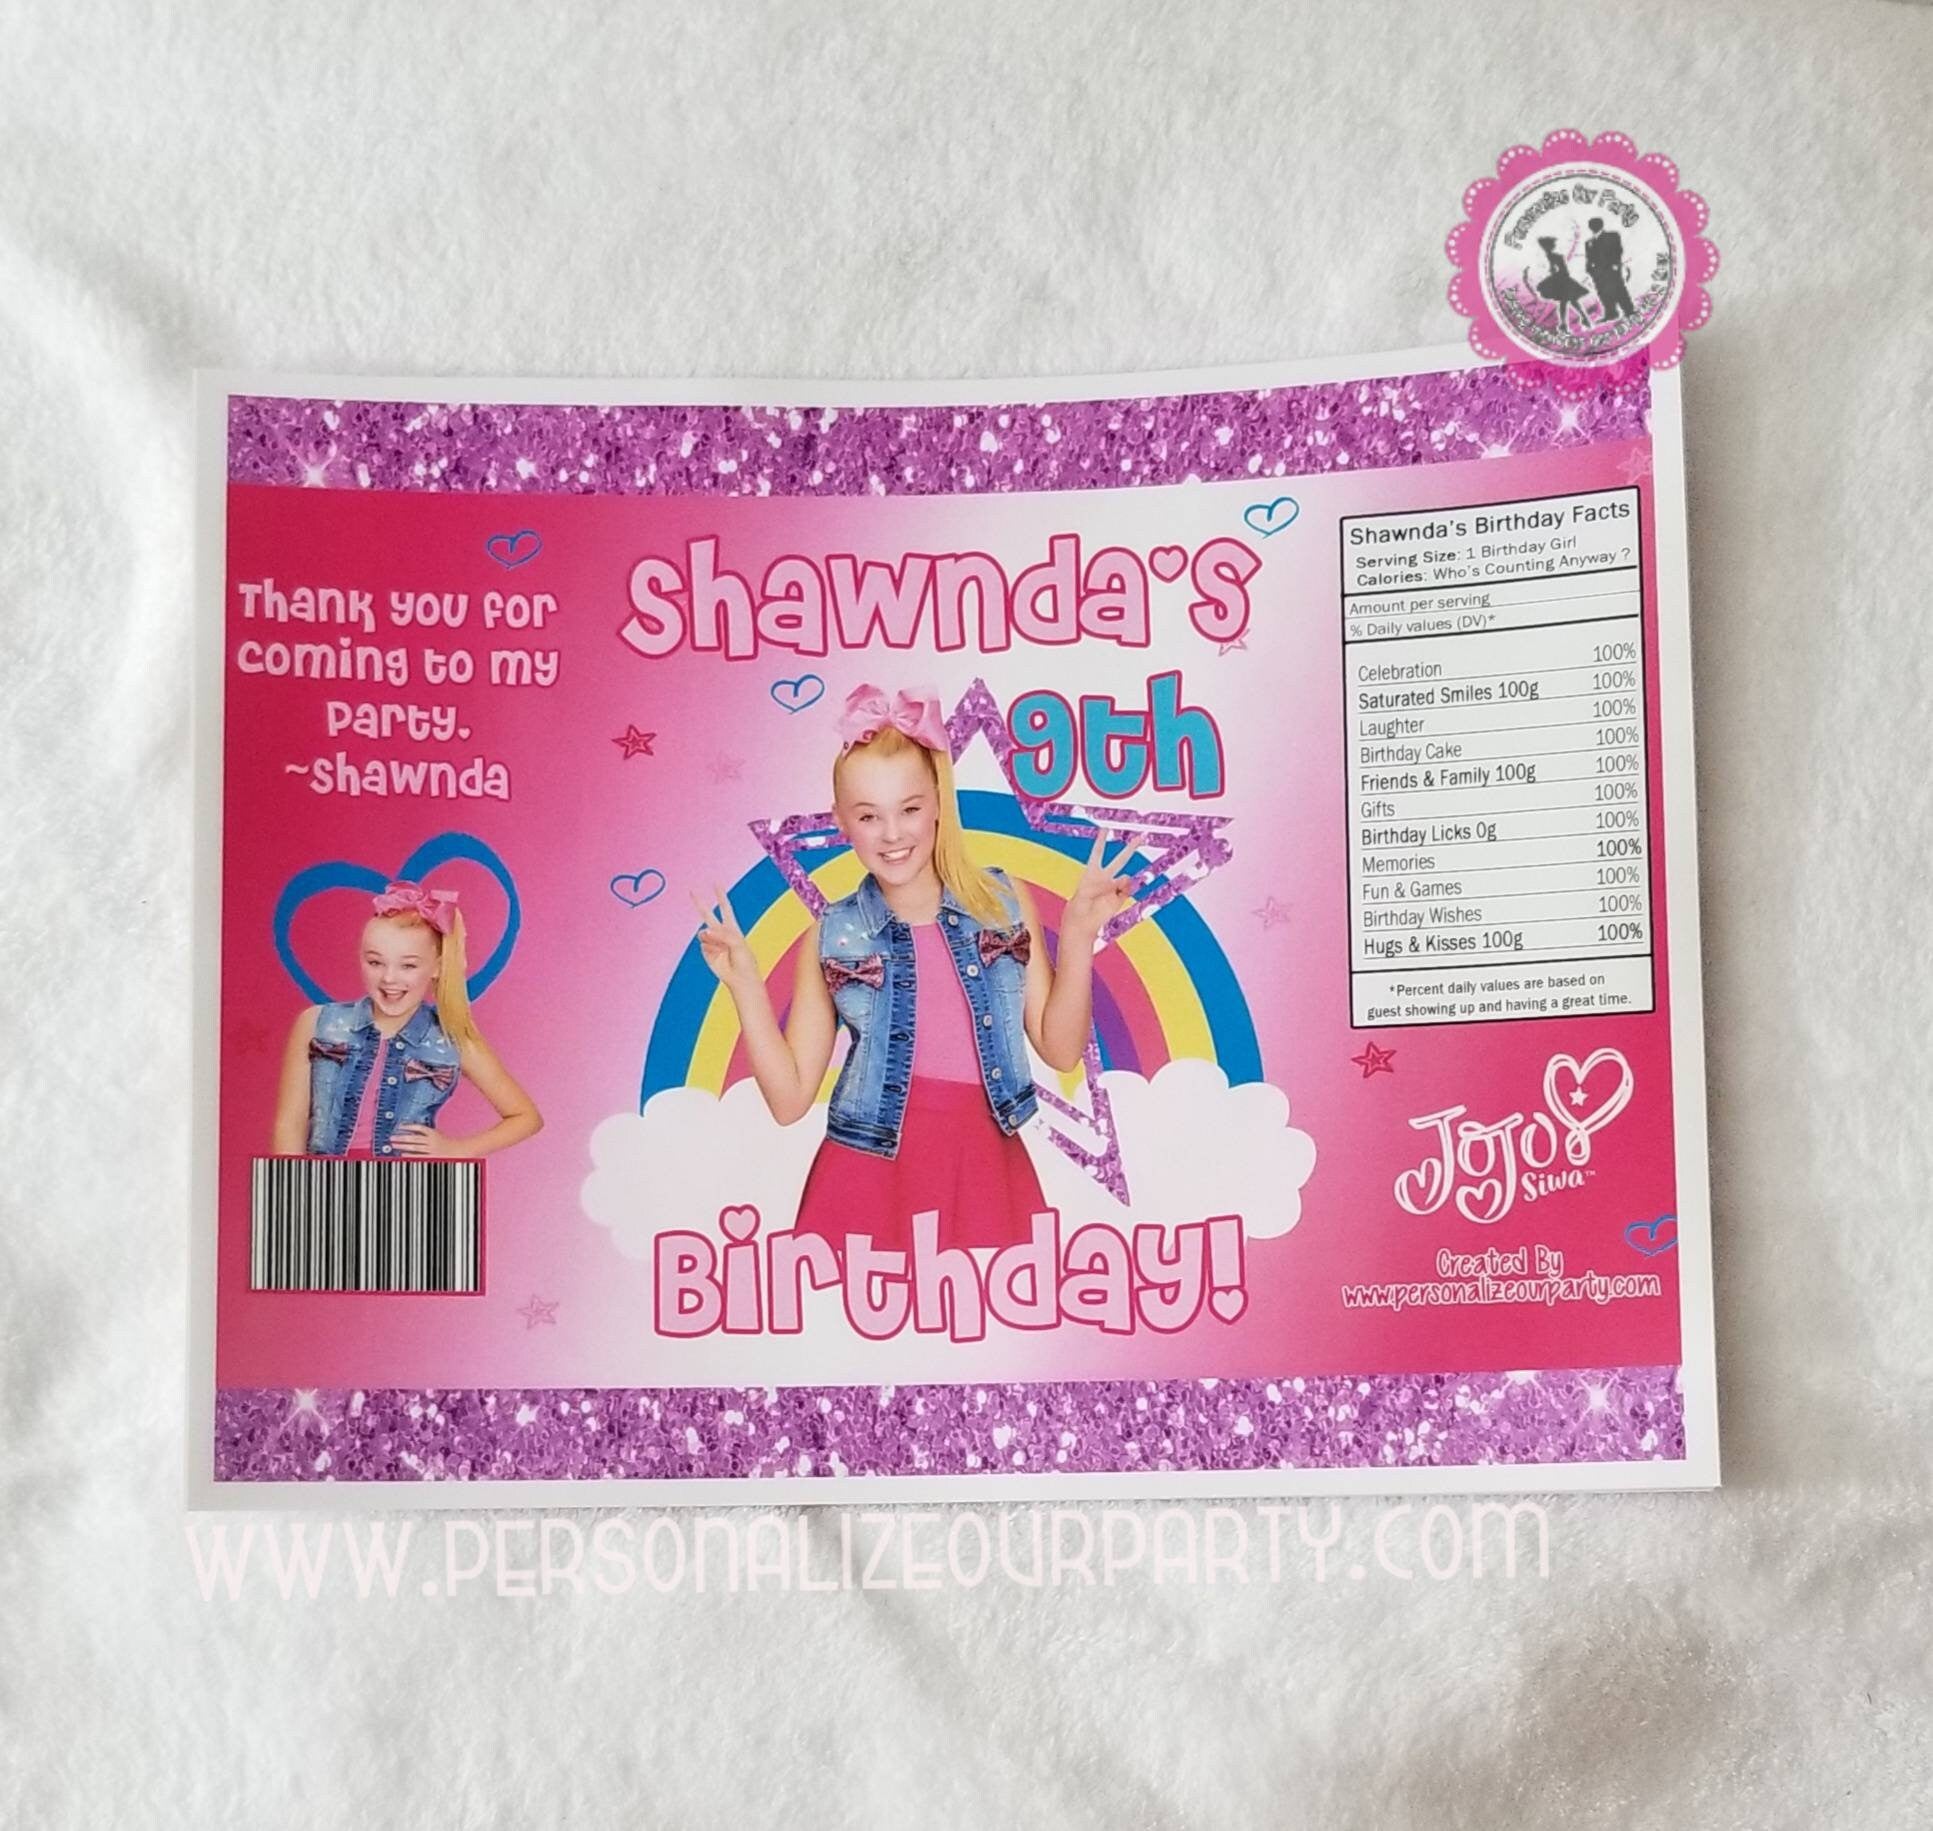 Personalize Our Party
Thank you for
coming to my
party.
~Shawnda
Shawnda's
9th
Birthday!
Shawnda's Birthday Facts
Serving Size: 1 Birthday Girl
Calories: Who's Counting Anyway ?
Amount per serving
% Daily values (DV)*
Celebration 100%
Saturated Smiles 100g 100%
Laughter 100%
Birthday Cake 100%
Friends & Family 100g 100%
Gifts 100%
Birthday Licks 0g 100%
Memories 100%
Fun & Games 100%
Birthday Wishes 100%
Hugs & Kisses 100g 100%
*Percent daily values are based on
guest showing up and having a great time.
JoJo
Siwa™
Created By
www.personalizeourparty.com
www.personalizeourparty.com